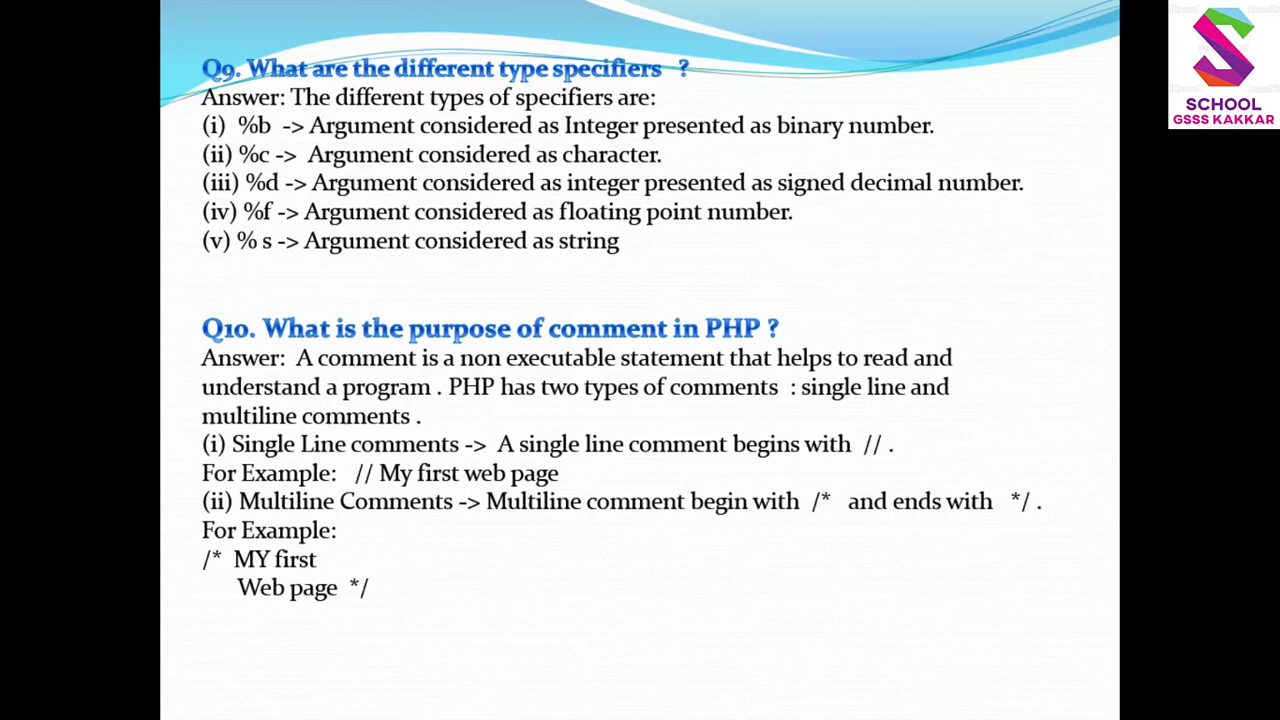 SCHOOL
GSSS KAKKAR
Q9. What are the different type specifiers ?
Answer: The different types of specifiers are:
(i) %b -> Argument considered as Integer presented as binary number.
(ii) %c -> Argument considered as character.
(iii) %d -> Argument considered as integer presented as signed decimal number.
(iv) %f -> Argument considered as floating point number.
(v) % s -> Argument considered as string
Q10. What is the purpose of comment in PHP ?
Answer: A comment is a non executable statement that helps to read and
understand a program . PHP has two types of comments : single line and
multiline comments .
(i) Single Line comments -> A single line comment begins with // .
For Example: // My first web page
(ii) Multiline Comments -> Multiline comment begin with /* and ends with */ .
For Example:
/* MY first
Web page */